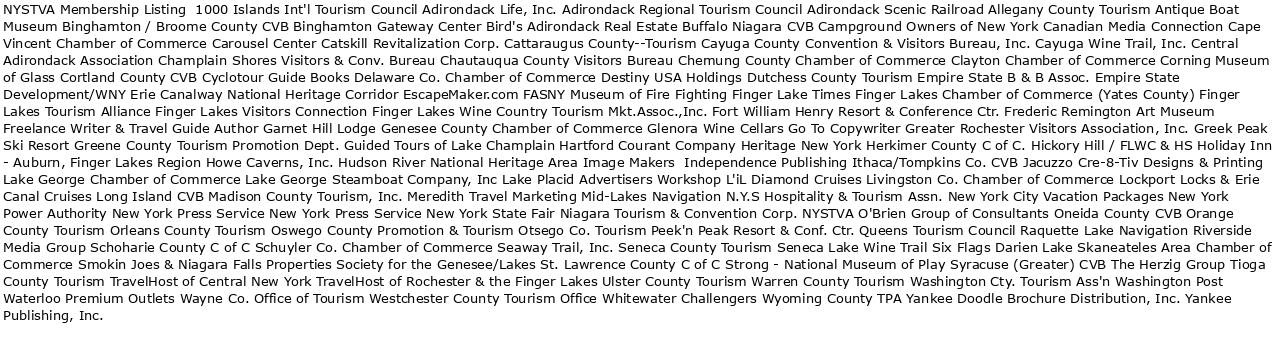 NYSTVA Membership Listing  1000 Islands Int'l Tourism Council Adirondack Life, Inc. Adirondack Regional Tourism Council Adirondack Scenic Railroad Allegany County Tourism Antique Boat
Museum Binghamton / Broome County CVB Binghamton Gateway Center Bird's Adirondack Real Estate Buffalo Niagara CVB Campground Owners of New York Canadian Media Connection Cape
Vincent Chamber of Commerce Carousel Center Catskill Revitalization Corp. Cattaraugus County--Tourism Cayuga County Convention & Visitors Bureau, Inc. Cayuga Wine Trail, Inc. Central
Adirondack Association Champlain Shores Visitors & Conv. Bureau Chautauqua County Visitors Bureau Chemung County Chamber of Commerce Clayton Chamber of Commerce Corning Museum
of Glass Cortland County CVB Cyclotour Guide Books Delaware Co. Chamber of Commerce Destiny USA Holdings Dutchess County Tourism Empire State B & B Assoc. Empire State
Development/WNY Erie Canalway National Heritage Corridor EscapeMaker.com FASNY Museum of Fire Fighting Finger Lake Times Finger Lakes Chamber of Commerce (Yates County) Finger
Lakes Tourism Alliance Finger Lakes Visitors Connection Finger Lakes Wine Country Tourism Mkt.Assoc.,Inc. Fort William Henry Resort & Conference Ctr. Frederic Remington Art Museum
Freelance Writer & Travel Guide Author Garnet Hill Lodge Genesee County Chamber of Commerce Glenora Wine Cellars Go To Copywriter Greater Rochester Visitors Association, Inc. Greek Peak
Ski Resort Greene County Tourism Promotion Dept. Guided Tours of Lake Champlain Hartford Courant Company Heritage New York Herkimer County C of C. Hickory Hill / FLWC & HS Holiday Inn
- Auburn, Finger Lakes Region Howe Caverns, Inc. Hudson River National Heritage Area Image Makers  Independence Publishing Ithaca/Tompkins Co. CVB Jacuzzo Cre-8-Tiv Designs & Printing
Lake George Chamber of Commerce Lake George Steamboat Company, Inc Lake Placid Advertisers Workshop L'iL Diamond Cruises Livingston Co. Chamber of Commerce Lockport Locks & Erie
Canal Cruises Long Island CVB Madison County Tourism, Inc. Meredith Travel Marketing Mid-Lakes Navigation N.Y.S Hospitality & Tourism Assn. New York City Vacation Packages New York
Power Authority New York Press Service New York Press Service New York State Fair Niagara Tourism & Convention Corp. NYSTVA O'Brien Group of Consultants Oneida County CVB Orange
County Tourism Orleans County Tourism Oswego County Promotion & Tourism Otsego Co. Tourism Peek'n Peak Resort & Conf. Ctr. Queens Tourism Council Raquette Lake Navigation Riverside
Media Group Schoharie County C of C Schuyler Co. Chamber of Commerce Seaway Trail, Inc. Seneca County Tourism Seneca Lake Wine Trail Six Flags Darien Lake Skaneateles Area Chamber of
Commerce Smokin Joes & Niagara Falls Properties Society for the Genesee/Lakes St. Lawrence County C of C Strong - National Museum of Play Syracuse (Greater) CVB The Herzig Group Tioga
County Tourism TravelHost of Central New York TravelHost of Rochester & the Finger Lakes Ulster County Tourism Warren County Tourism Washington Cty. Tourism Ass'n Washington Post
Waterloo Premium Outlets Wayne Co. Office of Tourism Westchester County Tourism Office Whitewater Challengers Wyoming County TPA Yankee Doodle Brochure Distribution, Inc. Yankee
Publishing, Inc.